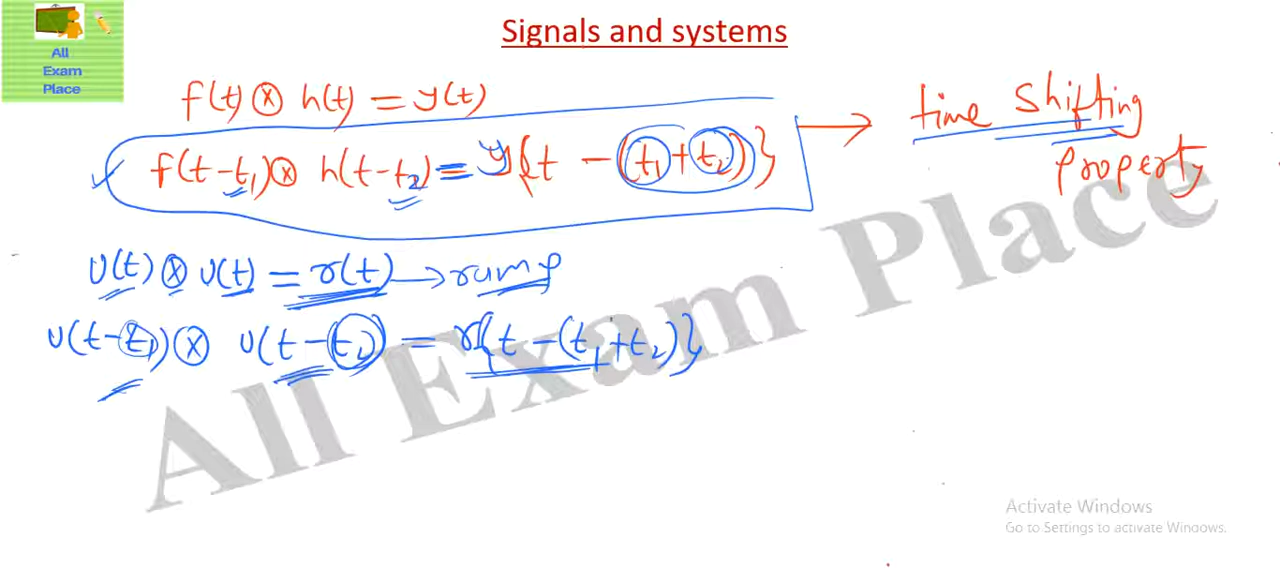 Signals and systems
All
Exam
Place
f(t) ⊗ h(t) = y(t)
f(t-t₁) ⊗ h(t-t₂) = y{t - (t₁+t₂)}
time shifting
property
u(t) ⊗ u(t) = r(t) → ramp
u(t-t₁) ⊗ u(t-t₂) = r{t-(t₁+t₂)}
All Exam Place
Activate Windows
Go to Settings to activate Windows.